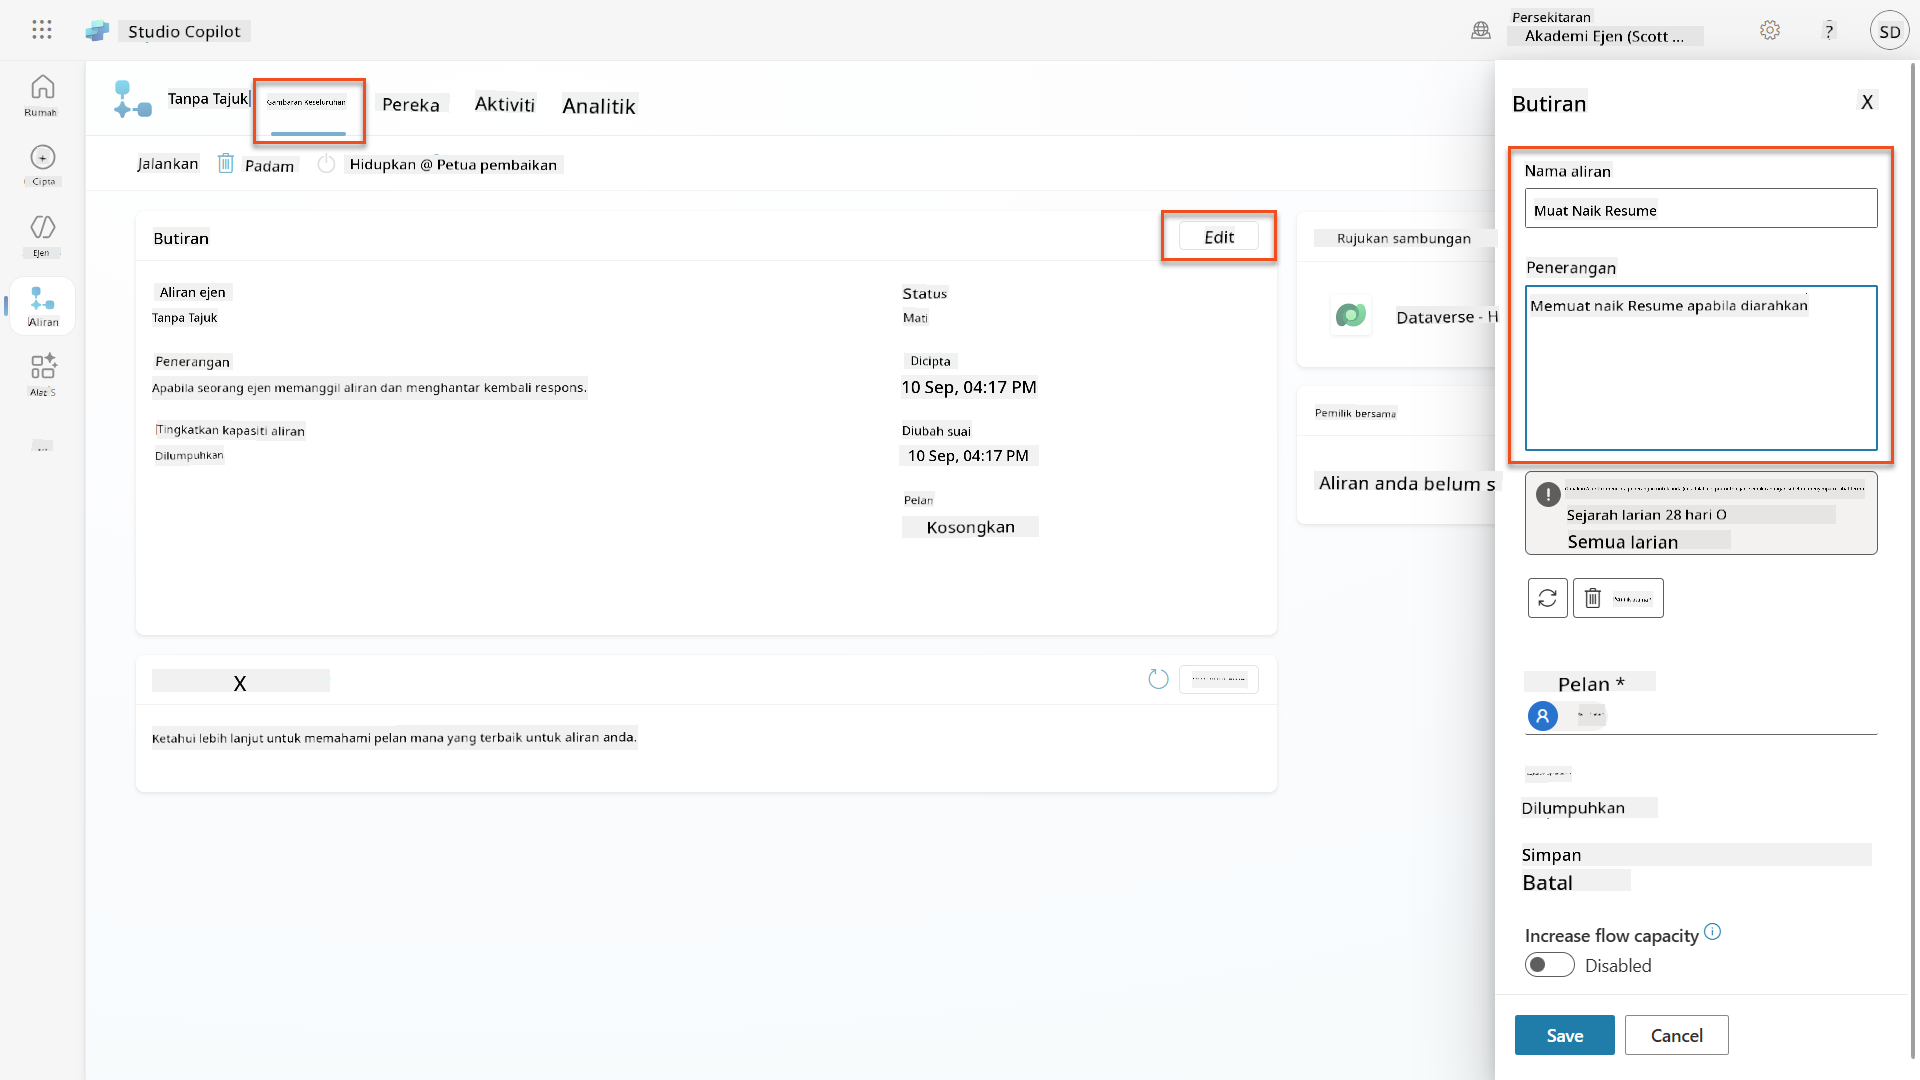 Studio Copilot
Persekitaran
Akademi Ejen (Scott ...
?
SD
Rumah
Cipta
Ejen
Aliran
Alat S
...
Tanpa Tajuk
Gambaran Keseluruhan
Pereka
Aktiviti
Analitik
Jalankan
Padam
Hidupkan @ Petua pembaikan
Butiran
Edit
Aliran ejen
Tanpa Tajuk
Penerangan
Apabila seorang ejen memanggil aliran dan menghantar kembali respons.
Tingkatkan kapasiti aliran
Dilumpuhkan
Status
Mati
Dicipta
10 Sep, 04:17 PM
Diubah suai
10 Sep, 04:17 PM
Pelan
Kosongkan
X
Ketahui lebih lanjut untuk memahami pelan mana yang terbaik untuk aliran anda.
Rujukan sambungan
Dataverse - H
Pemilik bersama
Aliran anda belum s
Butiran
X
Nama aliran
Muat Naik Resume
Penerangan
Memuat naik Resume apabila diarahkan
Sejarah larian 28 hari O
Semua larian
Pelan *
Dilumpuhkan
Simpan
Batal
Increase flow capacity
Disabled
Save
Cancel